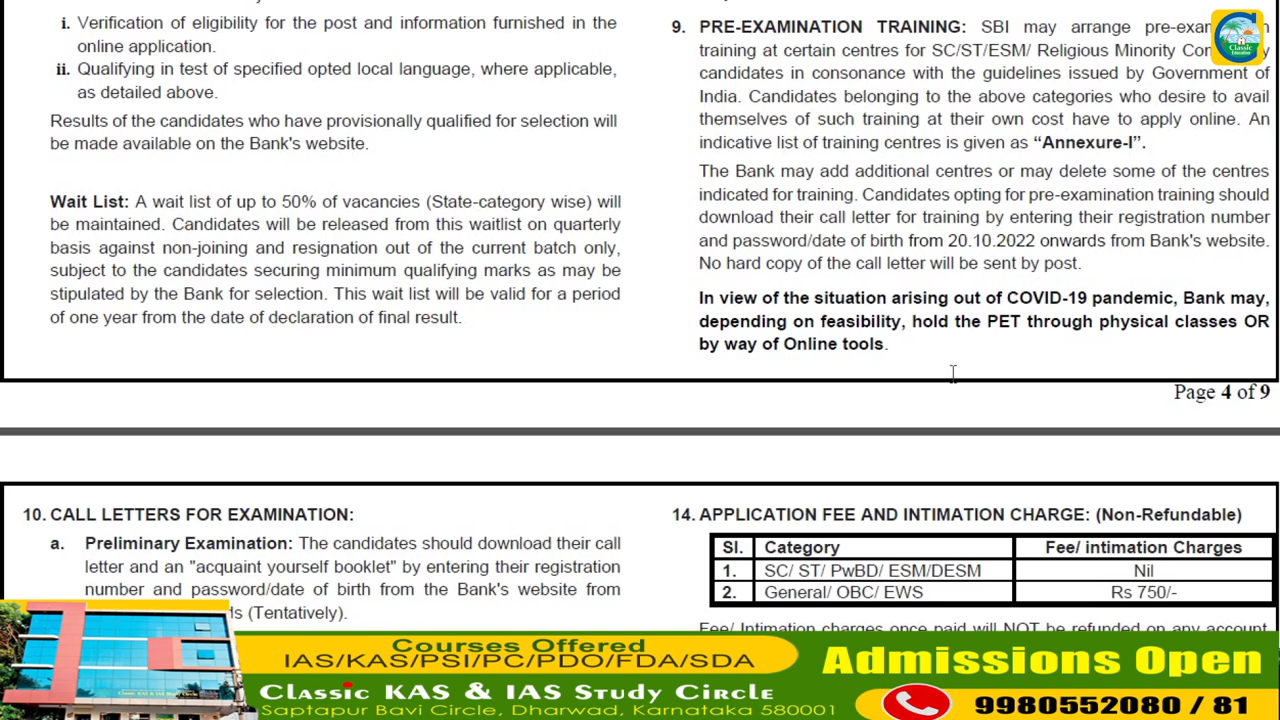 i. Verification of eligibility for the post and information furnished in the
online application.
ii. Qualifying in test of specified opted local language, where applicable,
as detailed above.
Results of the candidates who have provisionally qualified for selection will
be made available on the Bank's website.
Wait List: A wait list of up to 50% of vacancies (State-category wise) will
be maintained. Candidates will be released from this waitlist on quarterly
basis against non-joining and resignation out of the current batch only,
subject to the candidates securing minimum qualifying marks as may be
stipulated by the Bank for selection. This wait list will be valid for a period
of one year from the date of declaration of final result.
9. PRE-EXAMINATION TRAINING: SBI may arrange
training at certain centres for SC/ST/ESM/ Religious Minority
candidates in consonance with the guidelines issued by Government of
India. Candidates belonging to the above categories who desire to avail
themselves of such training at their own cost have to apply online. An
indicative list of training centres is given as “Annexure-I”.
The Bank may add additional centres or may delete some of the centres
indicated for training. Candidates opting for pre-examination training should
download their call letter for training by entering their registration number
and password/date of birth from 20.10.2022 onwards from Bank's website.
No hard copy of the call letter will be sent by post.
In view of the situation arising out of COVID-19 pandemic, Bank may,
depending on feasibility, hold the PET through physical classes OR
by way of Online tools.
Classic
Education
Page 4 of 9
10. CALL LETTERS FOR EXAMINATION:
a. Preliminary Examination: The candidates should download their call
letter and an "acquaint yourself booklet" by entering their registration
number and password/date of birth from the Bank's website from
(Tentatively).
14. APPLICATION FEE AND INTIMATION CHARGE: (Non-Refundable)
Sl. Category Fee/ intimation Charges
1. SC/ ST/ PwBD/ ESM/DESM Nil
2. General/ OBC/ EWS Rs 750/-
Fee/ Intimation charges once paid will NOT be refunded on any account
Courses Offered
IAS/KAS/PSI/PC/PDO/FDA/SDA
Classic KAS & IAS Study Circle
Saptapur Bavi Circle, Dharwad, Karnataka 580001
Admissions Open
9980552080 / 81